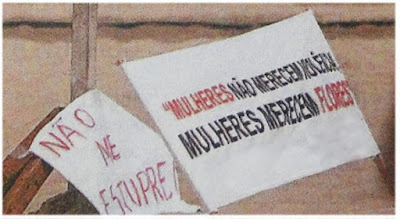 NÃO
ME
ESTUPRE
"MULHERES NÃO MERECEM VIOLÊNCIA
MULHERES MERECEM FLORES"